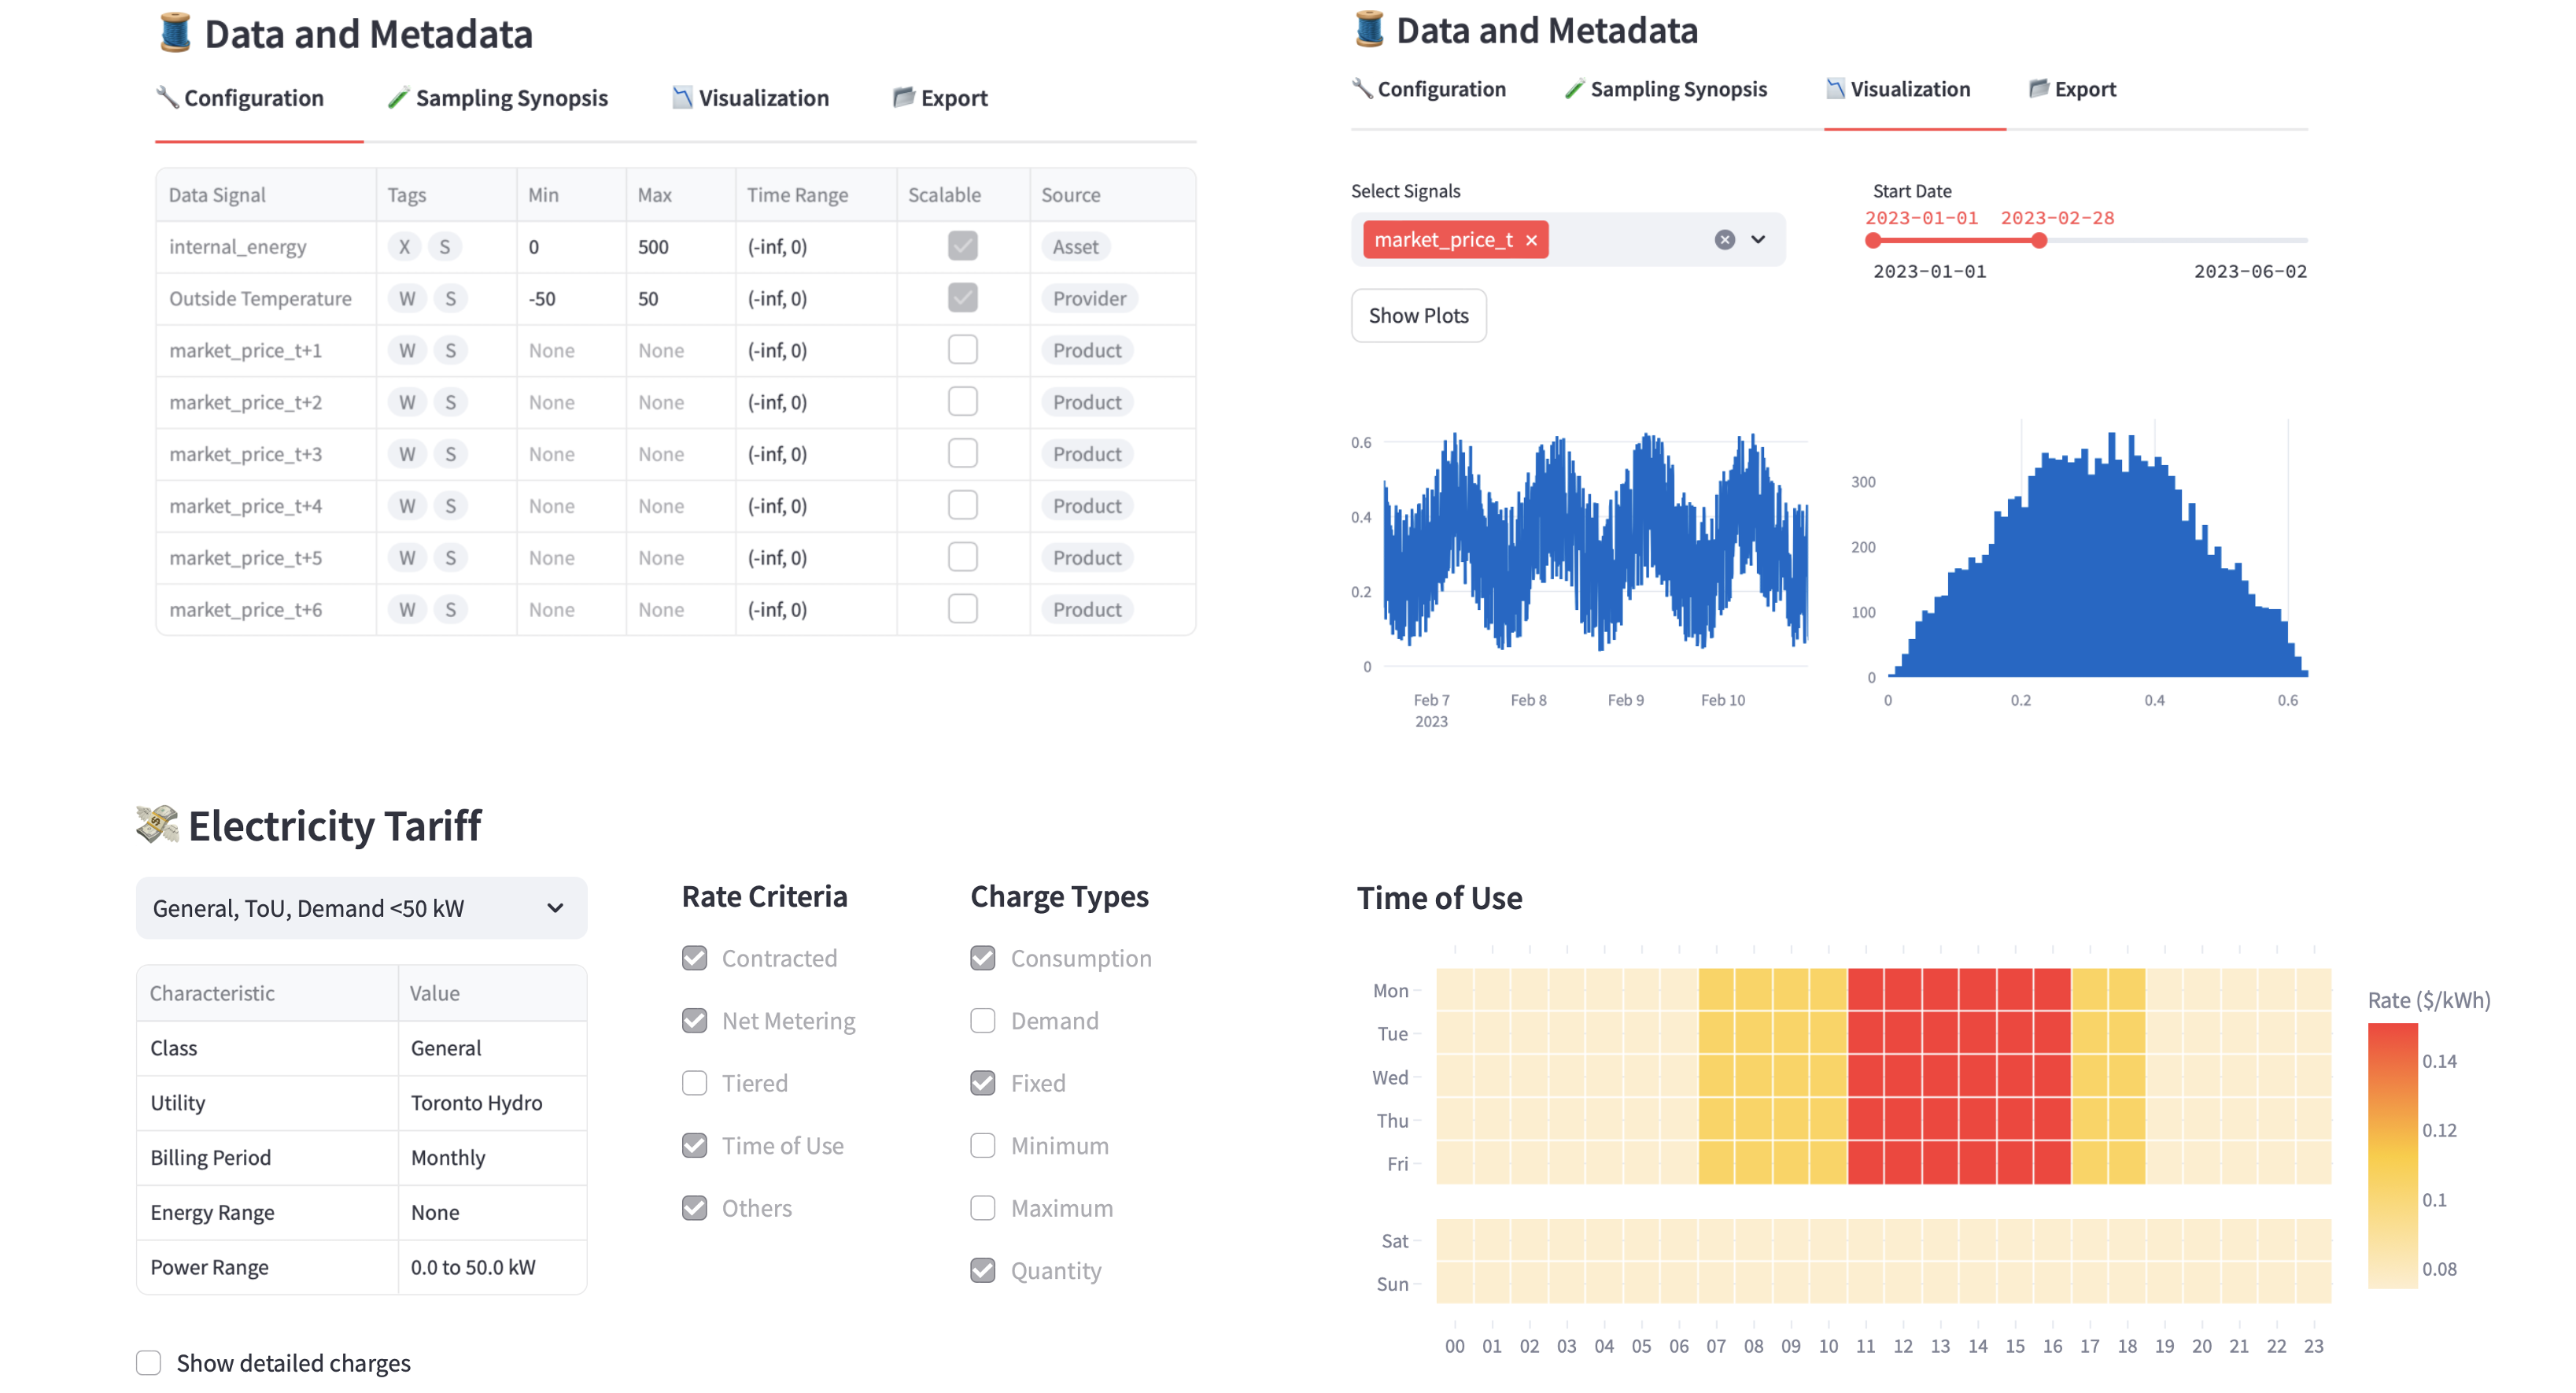 Data and Metadata
Configuration Sampling Synopsis Visualization Export
Data Signal Tags Min Max Time Range Scalable Source
internal_energy X S 0 500 (-inf, 0) Asset
Outside Temperature W S -50 50 (-inf, 0) Provider
market_price_t+1 W S None None (-inf, 0) Product
market_price_t+2 W S None None (-inf, 0) Product
market_price_t+3 W S None None (-inf, 0) Product
market_price_t+4 W S None None (-inf, 0) Product
market_price_t+5 W S None None (-inf, 0) Product
market_price_t+6 W S None None (-inf, 0) Product
Data and Metadata
Configuration Sampling Synopsis Visualization Export
Select Signals
market_price_t ×
Show Plots
Start Date
2023-01-01 2023-02-28
2023-01-01 2023-06-02
0.6
0.4
0.2
0
Feb 7 Feb 8 Feb 9 Feb 10
2023
300
200
100
0
0 0.2 0.4 0.6
Electricity Tariff
General, ToU, Demand <50 kW
Characteristic Value
Class General
Utility Toronto Hydro
Billing Period Monthly
Energy Range None
Power Range 0.0 to 50.0 kW
Show detailed charges
Rate Criteria
Contracted
Net Metering
Tiered
Time of Use
Others
Charge Types
Consumption
Demand
Fixed
Minimum
Maximum
Quantity
Time of Use
Mon
Tue
Wed
Thu
Fri
Sat
Sun
00 01 02 03 04 05 06 07 08 09 10 11 12 13 14 15 16 17 18 19 20 21 22 23
Rate ($/kWh)
0.14
0.12
0.1
0.08